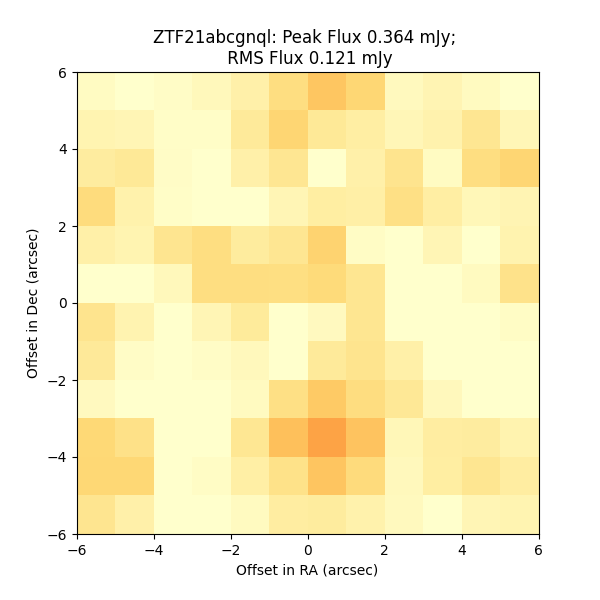 ZTF21abcgnql: Peak Flux 0.364 mJy;
RMS Flux 0.121 mJy
6
4
2
0
−2
−4
−6
Offset in Dec (arcsec)
−6 −4 −2 0 2 4 6
Offset in RA (arcsec)